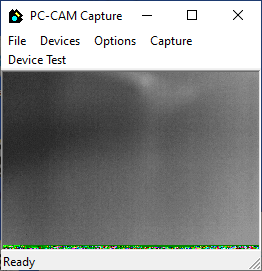 PC-CAM Capture
File Devices Options Capture
Device Test
Ready